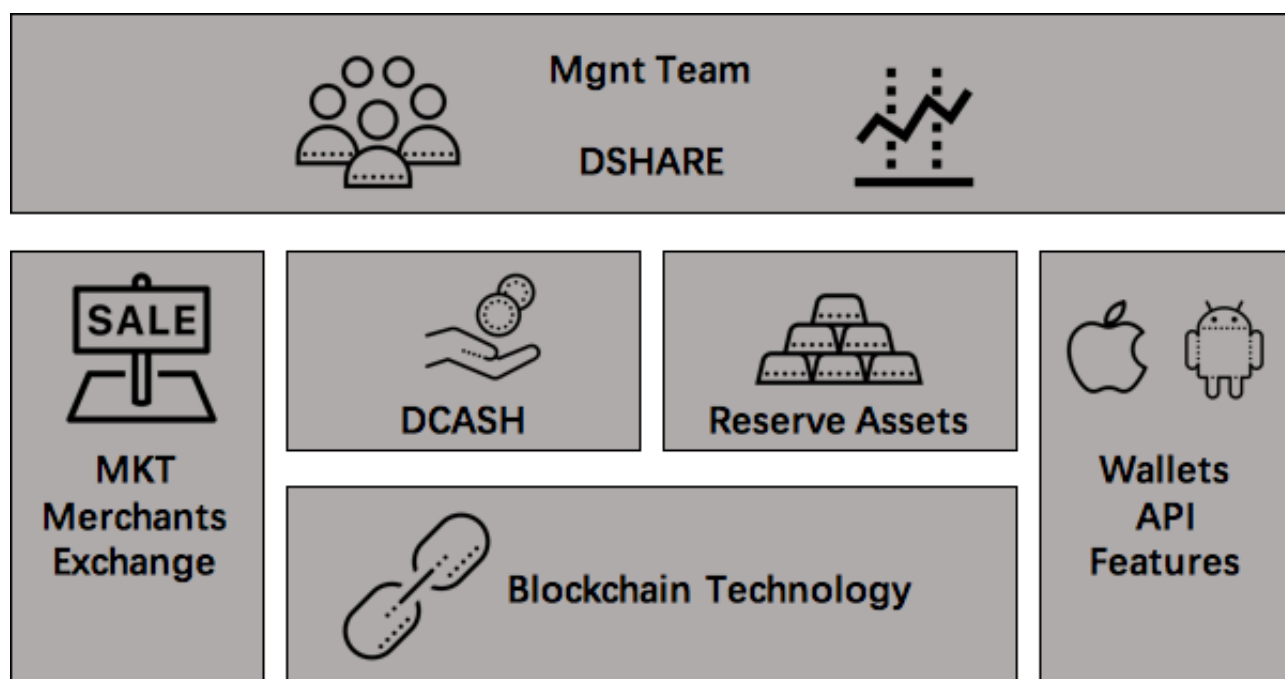 Mgnt Team
DSHARE
SALE
MKT
Merchants
Exchange
DCASH
Reserve Assets
Blockchain Technology
Wallets
API
Features